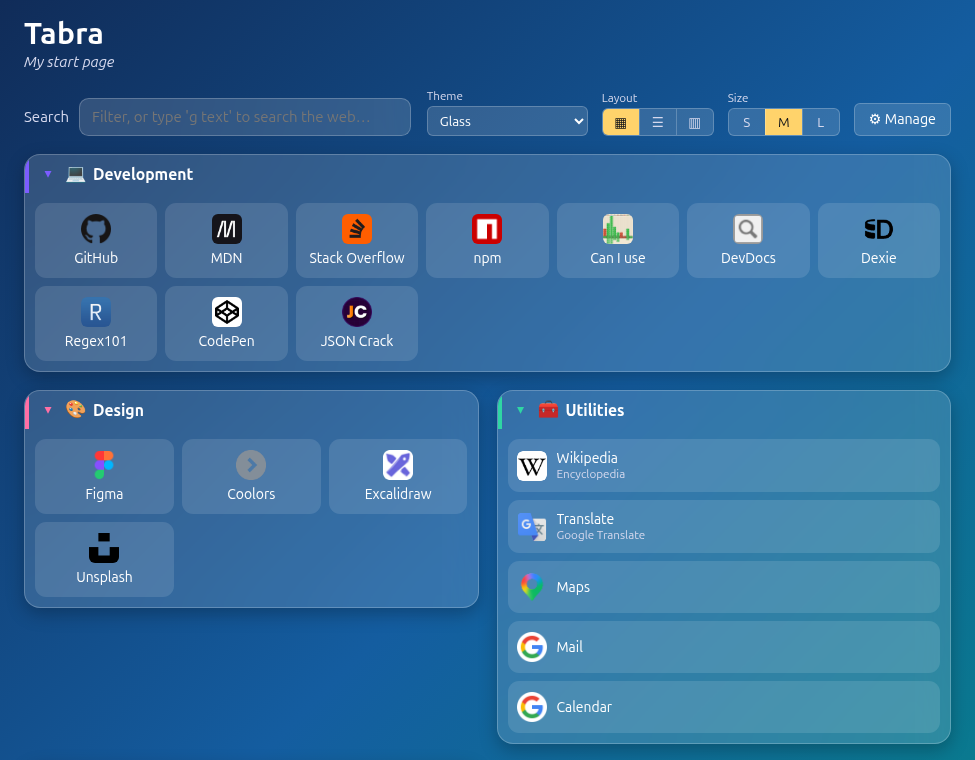 Tabra
My start page
Search
Filter, or type 'g text' to search the web…
Theme
Glass
Layout
Size
S M L
⚙ Manage
Development
GitHub
MDN
Stack Overflow
npm
Can I use
DevDocs
Dexie
Regex101
CodePen
JSON Crack
Design
Figma
Coolors
Excalidraw
Unsplash
Utilities
Wikipedia
Encyclopedia
Translate
Google Translate
Maps
Mail
Calendar